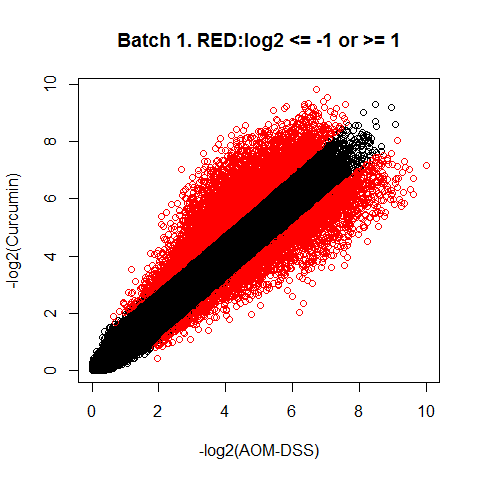 Batch 1. RED:log2 <= -1 or >= 1
10
8
6
4
2
0
-log2(Curcumin)
0 2 4 6 8 10
-log2(AOM-DSS)